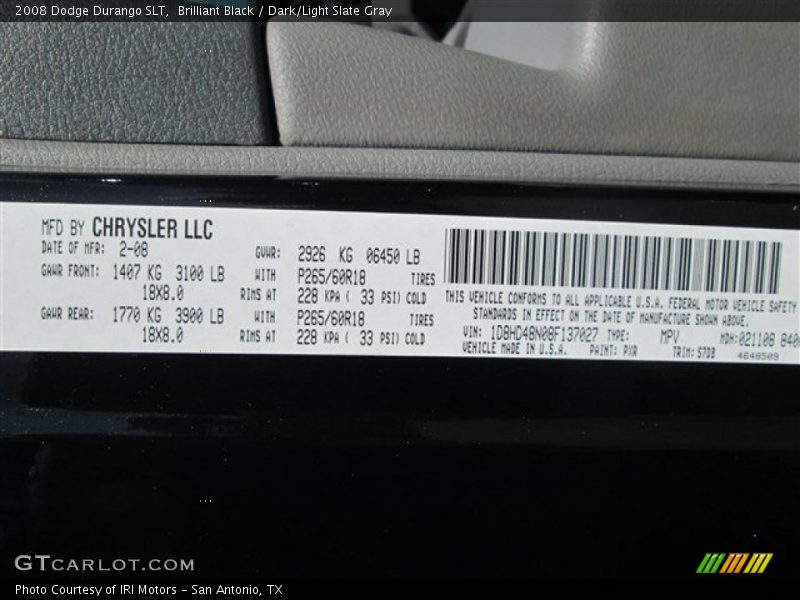 2008 Dodge Durango SLT,  Brilliant Black / Dark/Light Slate Gray
MFD BY CHRYSLER LLC
DATE OF MFR: 2-08 GVWR: 2926 KG 06450 LB
GAWR FRONT: 1407 KG 3100 LB WITH P265/60R18 TIRES
18X8.0 RIMS AT 228 KPA ( 33 PSI) COLD
GAWR REAR: 1770 KG 3900 LB WITH P265/60R18 TIRES
18X8.0 RIMS AT 228 KPA ( 33 PSI) COLD
THIS VEHICLE CONFORMS TO ALL APPLICABLE U.S.A. FEDERAL MOTOR VEHICLE SAFETY
STANDARDS IN EFFECT ON THE DATE OF MANUFACTURE SHOWN ABOVE.
VIN: 1D8HD48N08F137027 TYPE: MPV MDH:021108 840
VEHICLE MADE IN U.S.A. PAINT: PXR TRIM: 57DB 4648509
GTCARLOT.COM
Photo Courtesy of IRI Motors – San Antonio, TX